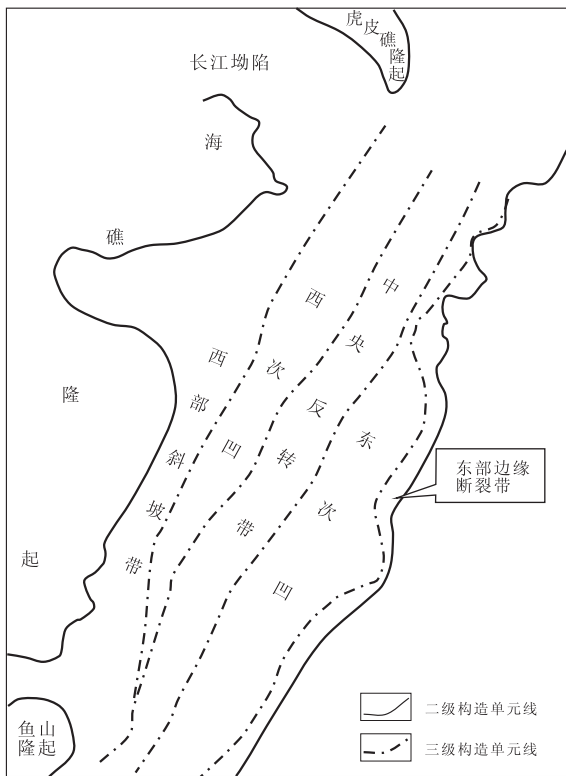 虎皮礁隆起
长江坳陷
海礁隆起
西部斜坡带
西次凹
中央反转带
东次凹
东部边缘
断裂带
鱼山
隆起
二级构造单元线
三级构造单元线